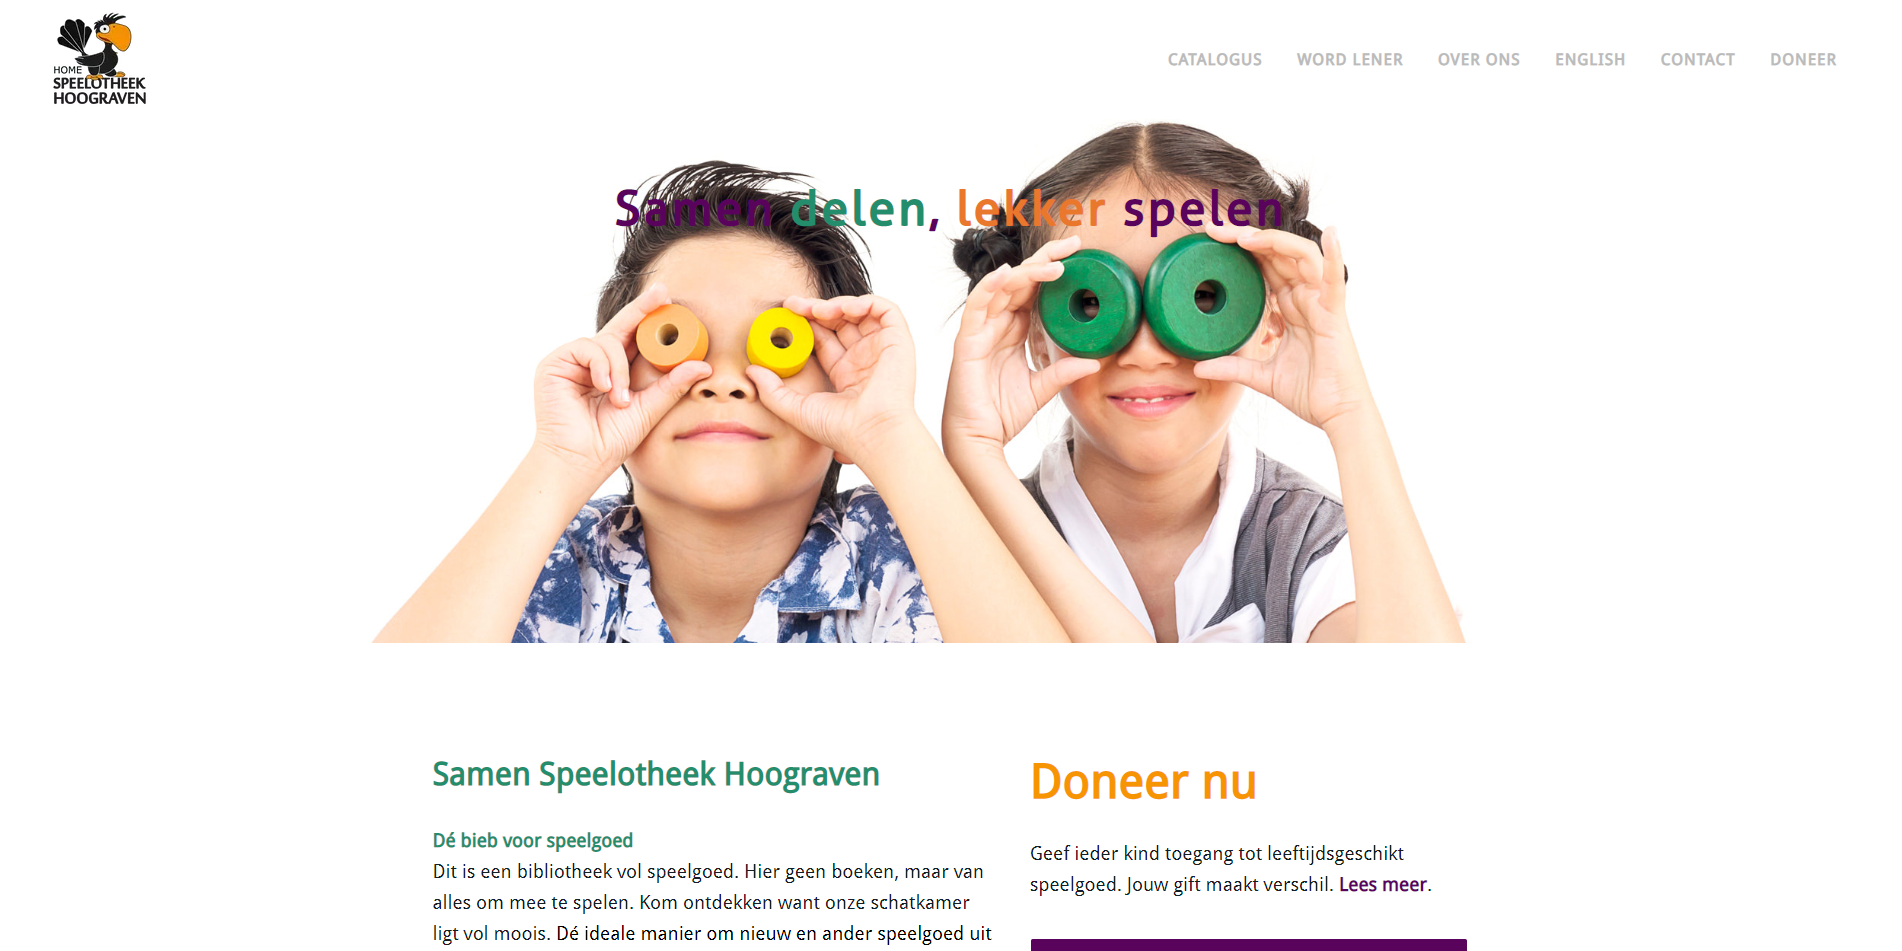 HOME
SPEELOTHEEK
HOOGRAVEN
CATALOGUS WORD LENER OVER ONS ENGLISH CONTACT DONEER
Samen delen, lekker spelen
Samen Speelotheek Hoograven
Dé bieb voor speelgoed
Dit is een bibliotheek vol speelgoed. Hier geen boeken, maar van
alles om mee te spelen. Kom ontdekken want onze schatkamer
ligt vol moois. Dé ideale manier om nieuw en ander speelgoed uit
Doneer nu
Geef ieder kind toegang tot leeftijdsgeschikt
speelgoed. Jouw gift maakt verschil. Lees meer.